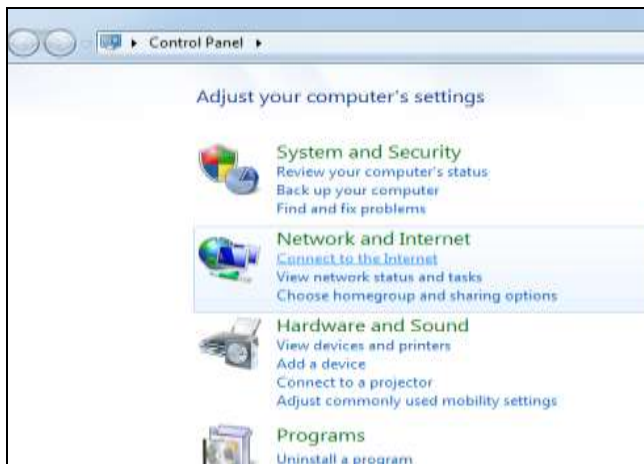 Control Panel
Adjust your computer's settings
System and Security
Review your computer's status
Back up your computer
Find and fix problems
Network and Internet
Connect to the Internet
View network status and tasks
Choose homegroup and sharing options
Hardware and Sound
View devices and printers
Add a device
Connect to a projector
Adjust commonly used mobility settings
Programs
Uninstall a program